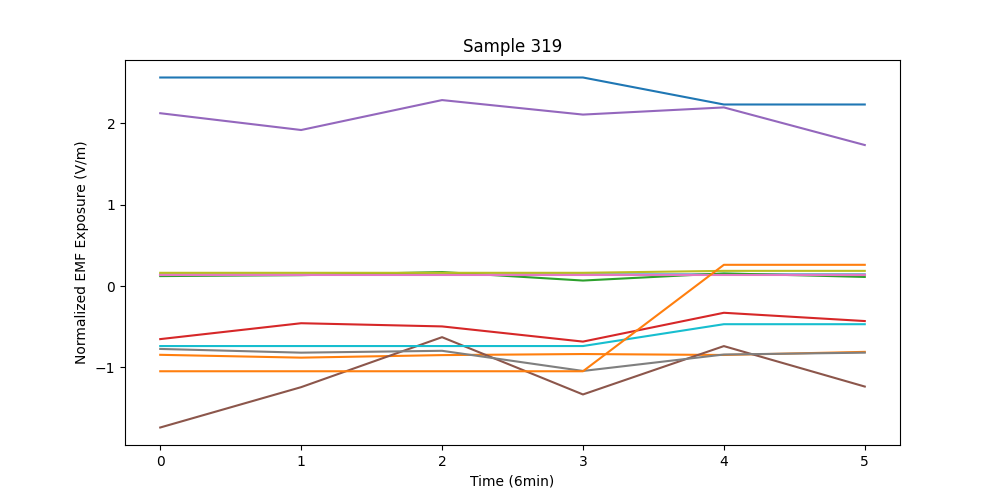 Sample 319
Normalized EMF Exposure (V/m)
2
1
0
−1
0 1 2 3 4 5
Time (6min)